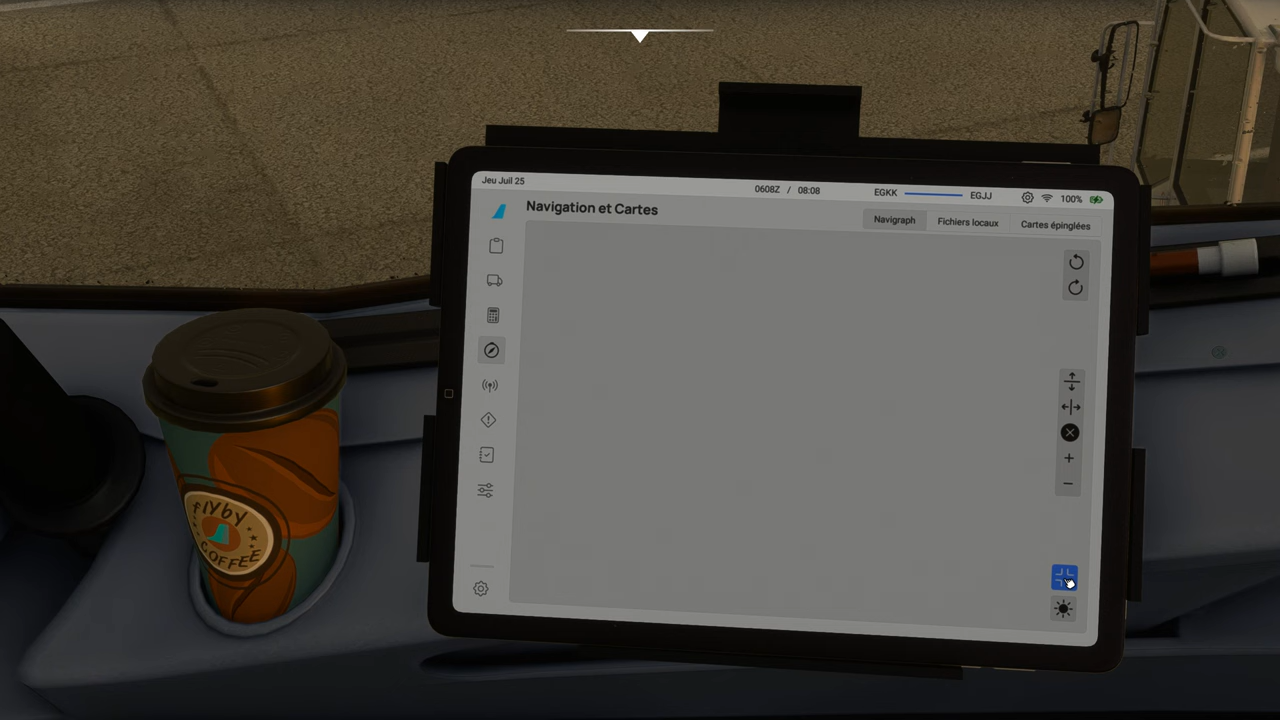 Jeu Juil 25
0608Z / 08:08
EGKK
EGJJ
100%
Navigation et Cartes
Navigraph
Fichiers locaux
Cartes épinglées
flyby
COFFEE